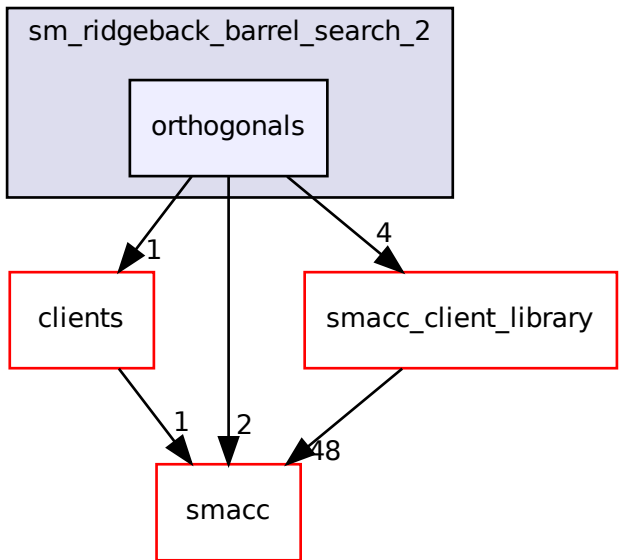 sm_ridgeback_barrel_search_2
orthogonals
1
4
clients
smacc_client_library
1
2
48
smacc